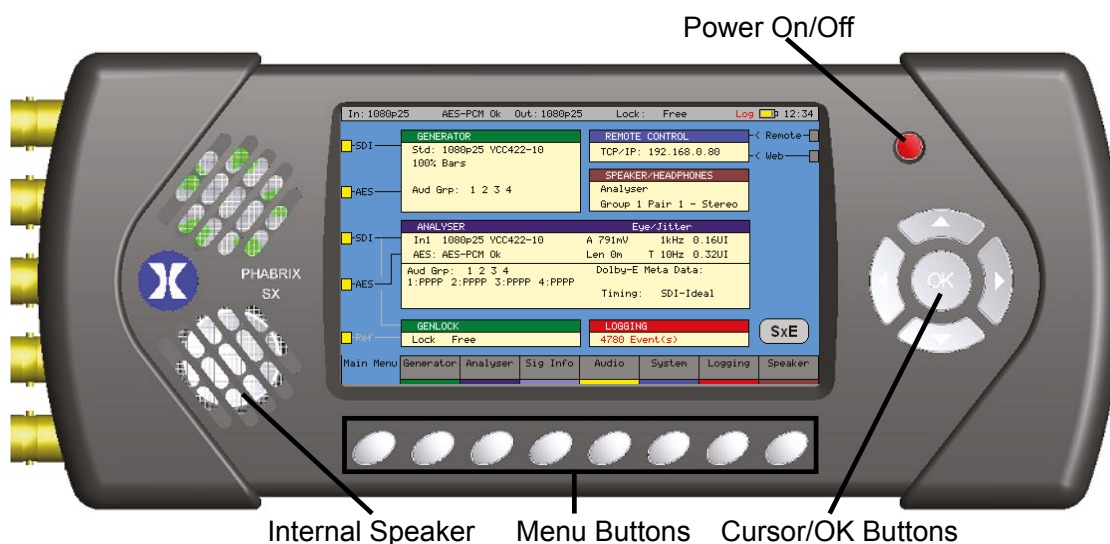 Power On/Off
In: 1080p25 AES-PCM Ok Out: 1080p25 Lock: Free Log 12:34
SDI
GENERATOR
Std: 1080p25 YCC422-10
100% Bars
AES
Aud Grp: 1 2 3 4
REMOTE CONTROL
TCP/IP: 192.168.0.80
< Remote
< Web
SPEAKER/HEADPHONES
Analyser
Group 1 Pair 1 - Stereo
SDI
ANALYSER Eye/Jitter
In1 1080p25 YCC422-10 A 791mV 1kHz 0.16UI
AES: AES-PCM Ok Len 0m T 10Hz 0.32UI
AES
Aud Grp: 1 2 3 4 Dolby-E Meta Data:
1:PPPP 2:PPPP 3:PPPP 4:PPPP
Timing: SDI-Ideal
Ref
GENLOCK
Lock Free
LOGGING
4780 Event(s)
SxE
Main Menu Generator Analyser Sig Info Audio System Logging Speaker
PHABRIX
SX
OK
Internal Speaker Menu Buttons Cursor/OK Buttons